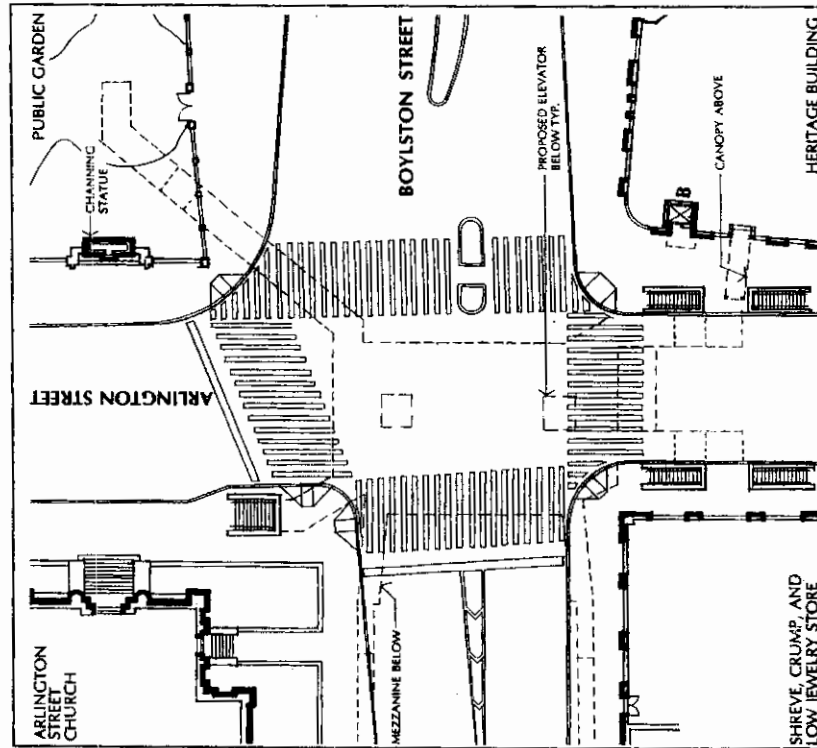 PUBLIC GARDEN
CHANNING
STATUE
BOYLSTON STREET
PROPOSED ELEVATOR
BELOW TYP.
HERITAGE BUILDING
CANOPY ABOVE
B
ARLINGTON STREET
ARLINGTON
STREET
CHURCH
MEZZANINE BELOW
SHREVE, CRUMP, AND
LOW JEWELRY STORE